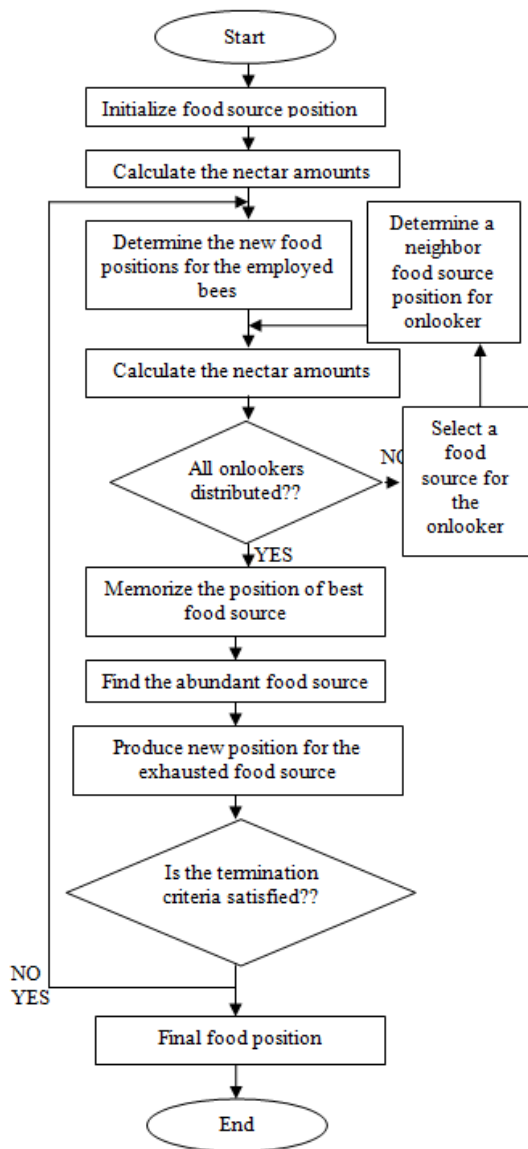 Start
Initialize food source position
Calculate the nectar amounts
Determine the new food
positions for the employed
bees
Determine a
neighbor
food source
position for
onlooker
Calculate the nectar amounts
All onlookers
distributed??
NO
Select a
food
source for
the
onlooker
YES
Memorize the position of best
food source
Find the abundant food source
Produce new position for the
exhausted food source
Is the termination
criteria satisfied??
NO
YES
Final food position
End